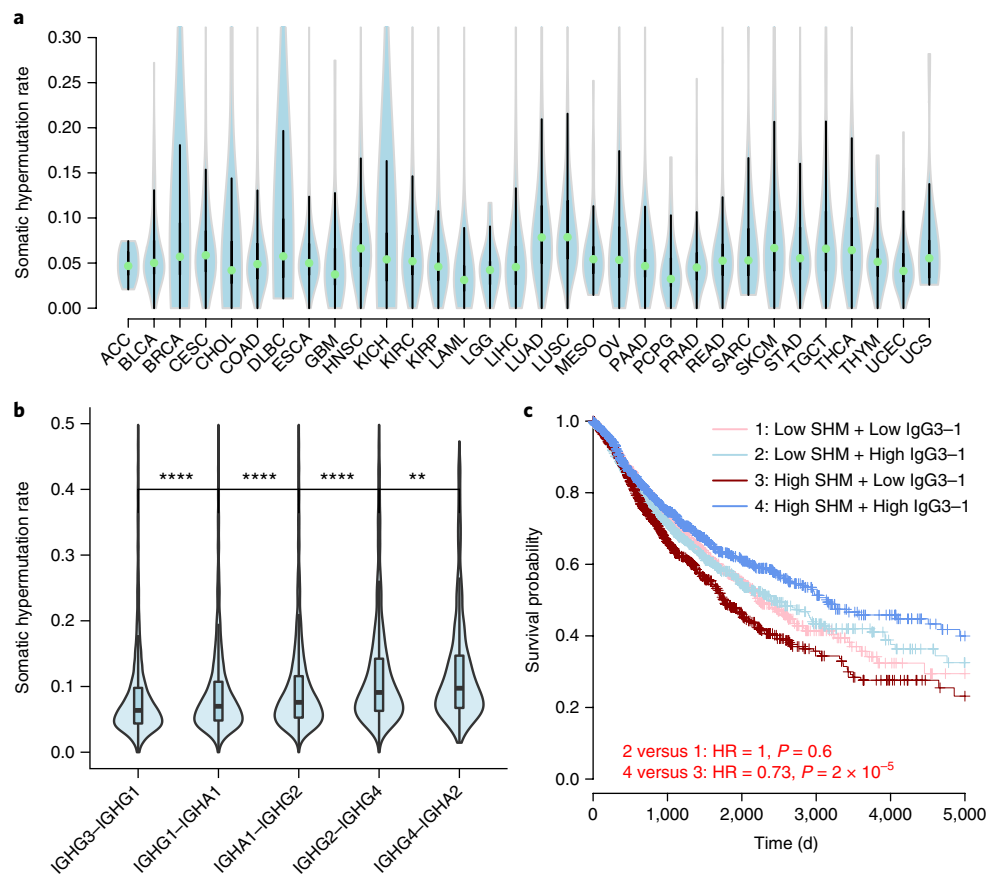 a
Somatic hypermutation rate
0.30
0.25
0.20
0.15
0.10
0.05
0.00
ACC
BLCA
BRCA
CESC
CHOL
COAD
DLBC
ESCA
GBM
HNSC
KICH
KIRC
KIRP
LAML
LGG
LIHC
LUAD
LUSC
MESO
OV
PAAD
PCPG
PRAD
READ
SARC
SKCM
STAD
TGCT
THCA
THYM
UCEC
UCS
b
Somatic hypermutation rate
0.5
0.4
0.3
0.2
0.1
0.0
****
****
****
**
IGHG3–IGHG1
IGHG1–IGHA1
IGHA1–IGHG2
IGHG2–IGHG4
IGHG4–IGHA2
c
Survival probability
1.0
0.8
0.6
0.4
0.2
0.0
1: Low SHM + Low IgG3–1
2: Low SHM + High IgG3–1
3: High SHM + Low IgG3–1
4: High SHM + High IgG3–1
2 versus 1: HR = 1, P = 0.6
4 versus 3: HR = 0.73, P = 2 × 10⁻⁵
0
1,000
2,000
3,000
4,000
5,000
Time (d)